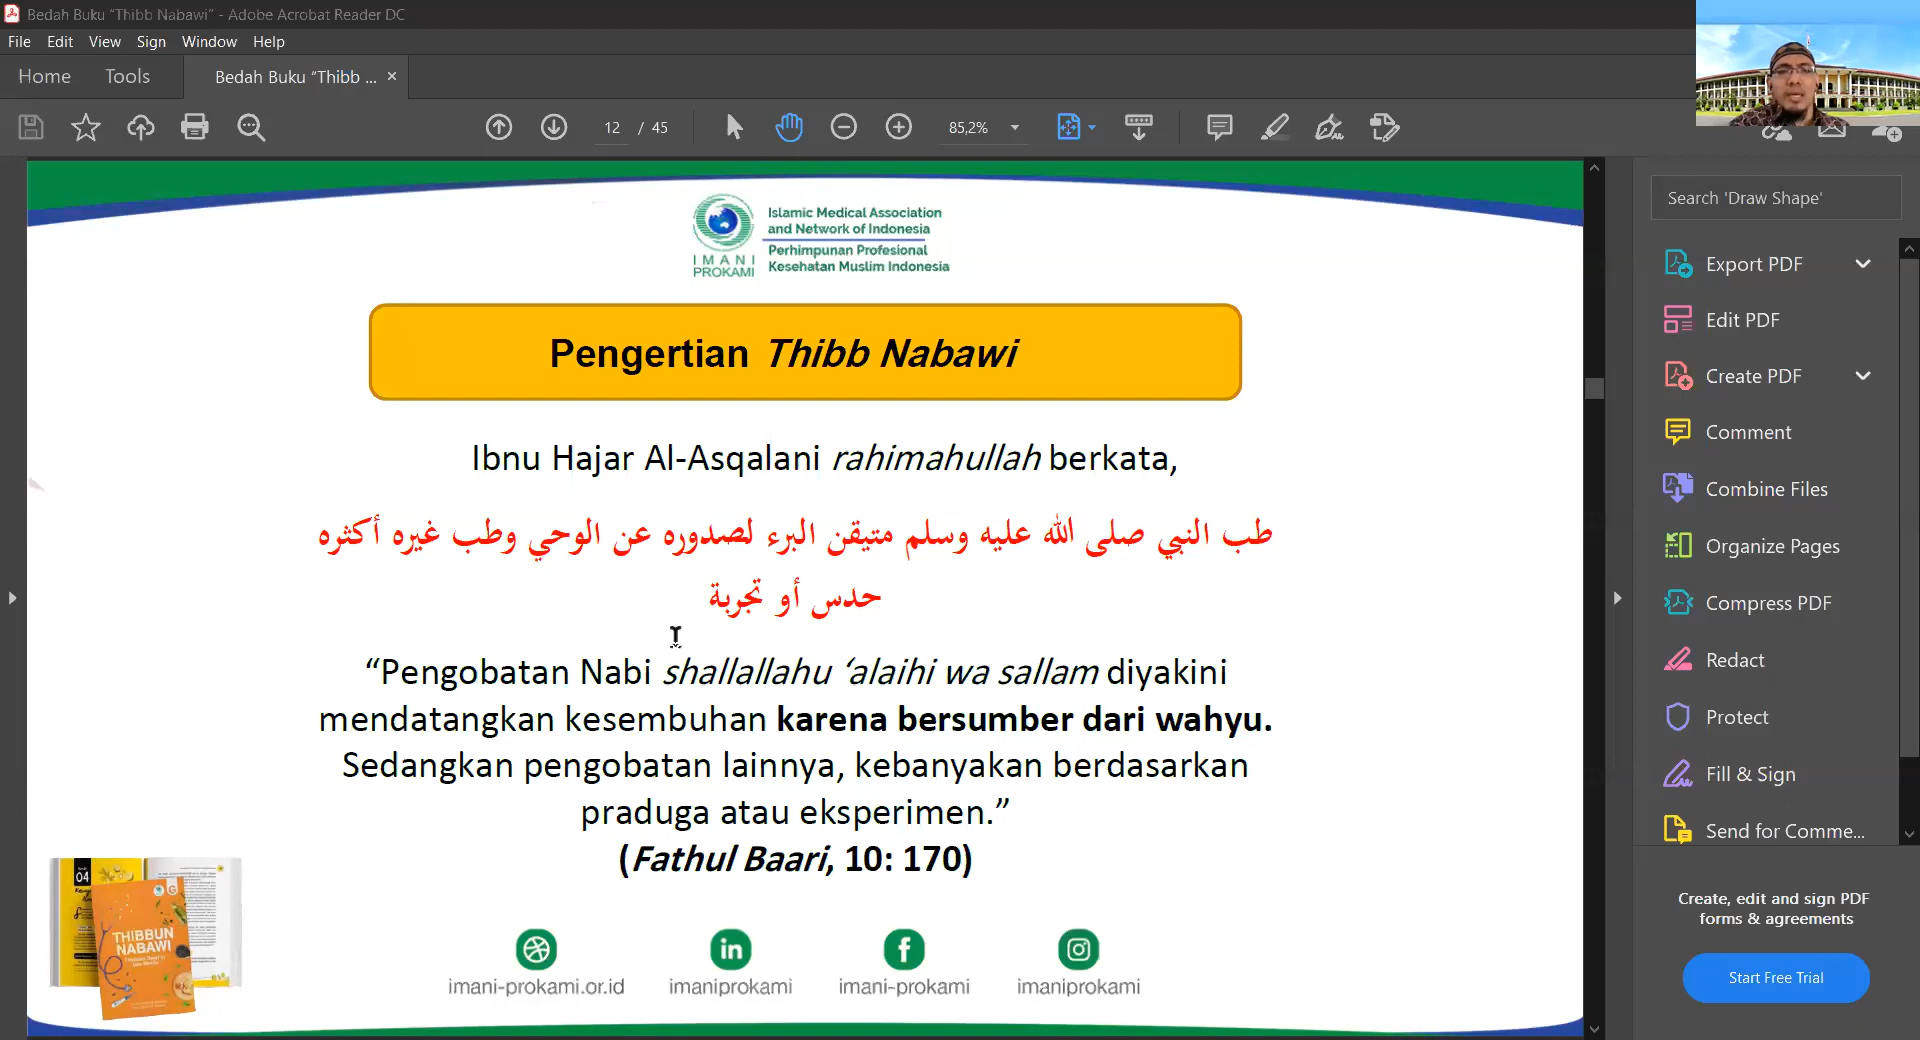 Bedah Buku “Thibb Nabawi” - Adobe Acrobat Reader DC
File Edit View Sign Window Help
Home Tools Bedah Buku “Thibb ... ×
12 / 45 85,2%
Search 'Draw Shape'
Export PDF
Edit PDF
Create PDF
Comment
Combine Files
Organize Pages
Compress PDF
Redact
Protect
Fill & Sign
Send for Comme...
Create, edit and sign PDF
forms & agreements
Start Free Trial
IMANI
PROKAMI
Islamic Medical Association
and Network of Indonesia
Perhimpunan Profesional
Kesehatan Muslim Indonesia
Pengertian Thibb Nabawi
Ibnu Hajar Al-Asqalani rahimahullah berkata,
طب النبي صلى الله عليه وسلم متيقن البرء لصدوره عن الوحي وطب غيره أكثره
حدس أو تجربة
“Pengobatan Nabi shallallahu ‘alaihi wa sallam diyakini
mendatangkan kesembuhan karena bersumber dari wahyu.
Sedangkan pengobatan lainnya, kebanyakan berdasarkan
praduga atau eksperimen.”
(Fathul Baari, 10: 170)
04
THIBBUN
NABAWI
imani-prokami.or.id
imaniprokami
imani-prokami
imaniprokami